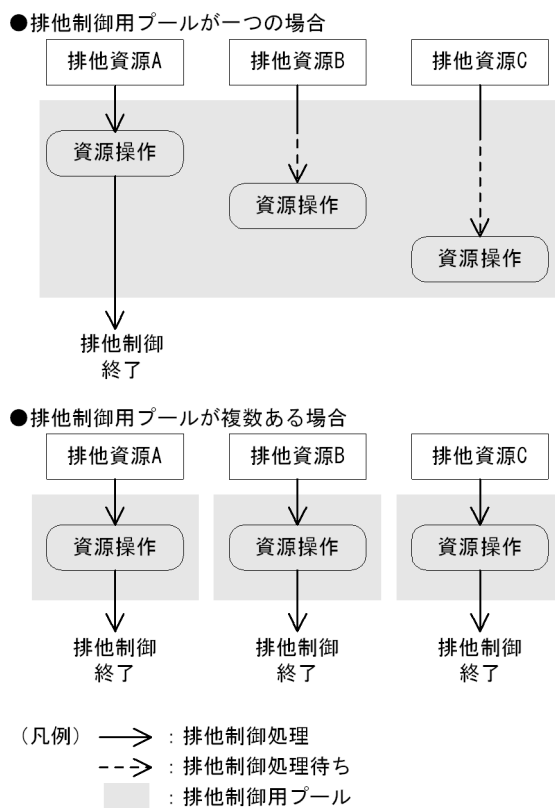 ●排他制御用プールが一つの場合
排他資源A 排他資源B 排他資源C
資源操作
資源操作
資源操作
排他制御
終了
●排他制御用プールが複数ある場合
排他資源A 排他資源B 排他資源C
資源操作 資源操作 資源操作
排他制御 排他制御 排他制御
終了 終了 終了
(凡例) : 排他制御処理
: 排他制御処理待ち
: 排他制御用プール